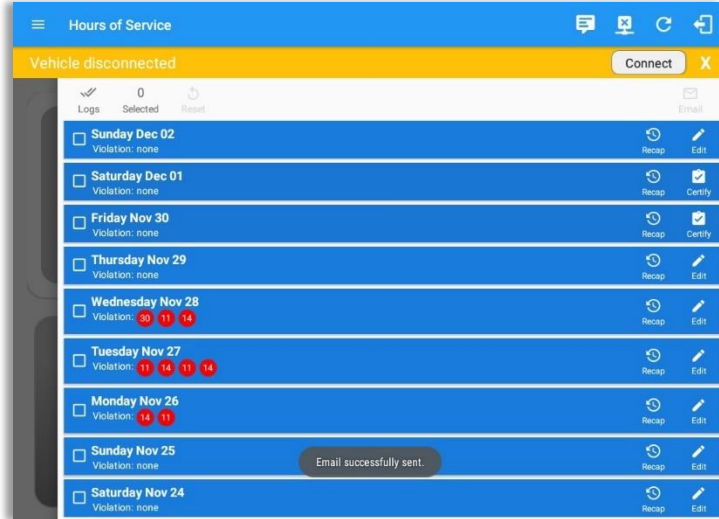 Hours of Service
Vehicle disconnected Connect X
0
Logs Selected Reset Email
Sunday Dec 02
Violation: none Recap Edit
Saturday Dec 01
Violation: none Recap Certify
Friday Nov 30
Violation: none Recap Certify
Thursday Nov 29
Violation: none Recap Edit
Wednesday Nov 28
Violation: 30 11 14 Recap Edit
Tuesday Nov 27
Violation: 11 14 11 14 Recap Edit
Monday Nov 26
Violation: 14 11 Recap Edit
Sunday Nov 25
Violation: none Recap Edit
Email successfully sent.
Saturday Nov 24
Violation: none Recap Edit